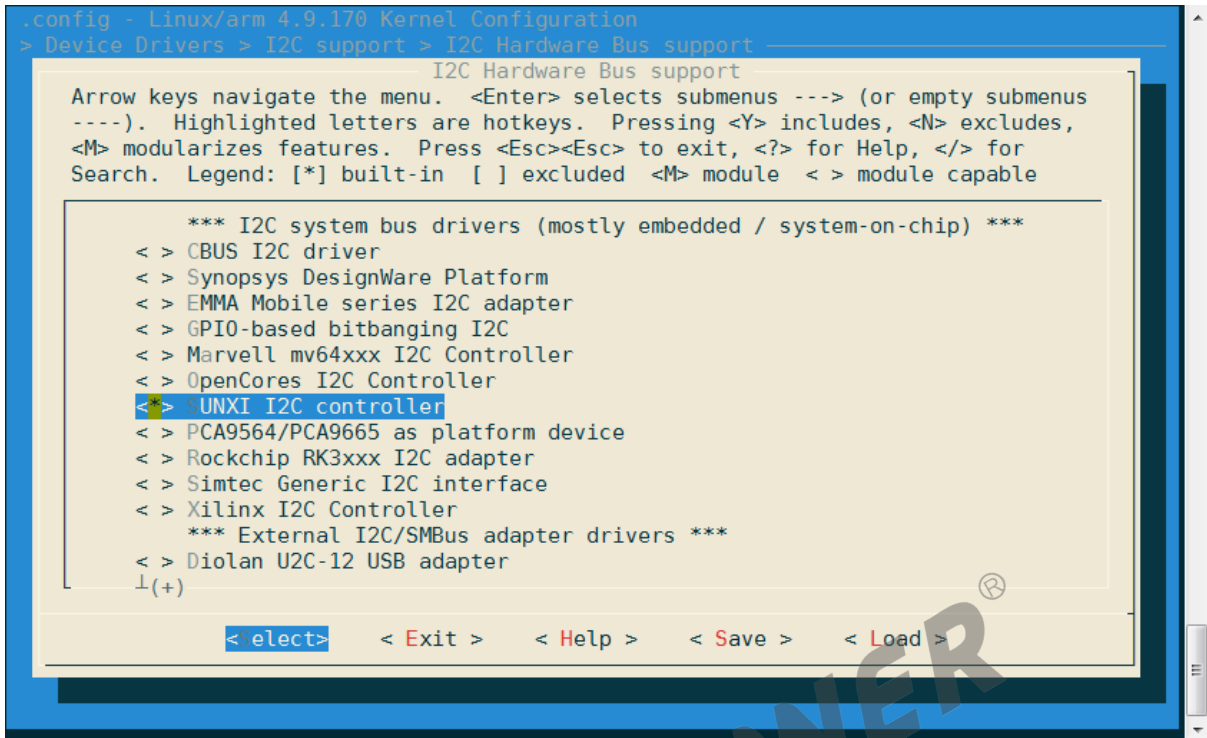 .config - Linux/arm 4.9.170 Kernel Configuration
> Device Drivers > I2C support > I2C Hardware Bus support
I2C Hardware Bus support
Arrow keys navigate the menu.  <Enter> selects submenus ---> (or empty submenus
----).  Highlighted letters are hotkeys.  Pressing <Y> includes, <N> excludes,
<M> modularizes features.  Press <Esc><Esc> to exit, <?> for Help, </> for
Search.  Legend: [*] built-in  [ ] excluded  <M> module  < > module capable
*** I2C system bus drivers (mostly embedded / system-on-chip) ***
< > CBUS I2C driver
< > Synopsys DesignWare Platform
< > EMMA Mobile series I2C adapter
< > GPIO-based bitbanging I2C
< > Marvell mv64xxx I2C Controller
< > OpenCores I2C Controller
<*> SUNXI I2C controller
< > PCA9564/PCA9665 as platform device
< > Rockchip RK3xxx I2C adapter
< > Simtec Generic I2C interface
< > Xilinx I2C Controller
*** External I2C/SMBus adapter drivers ***
< > Diolan U2C-12 USB adapter
┴(+)
<Select>    < Exit >    < Help >    < Save >    < Load >